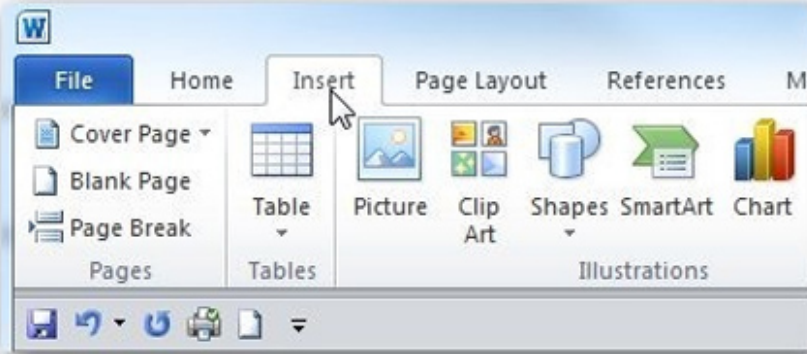 W
File Home Insert Page Layout References M
Cover Page
Blank Page
Page Break
Table
Picture
Clip
Art
Shapes
SmartArt
Chart
Pages Tables Illustrations